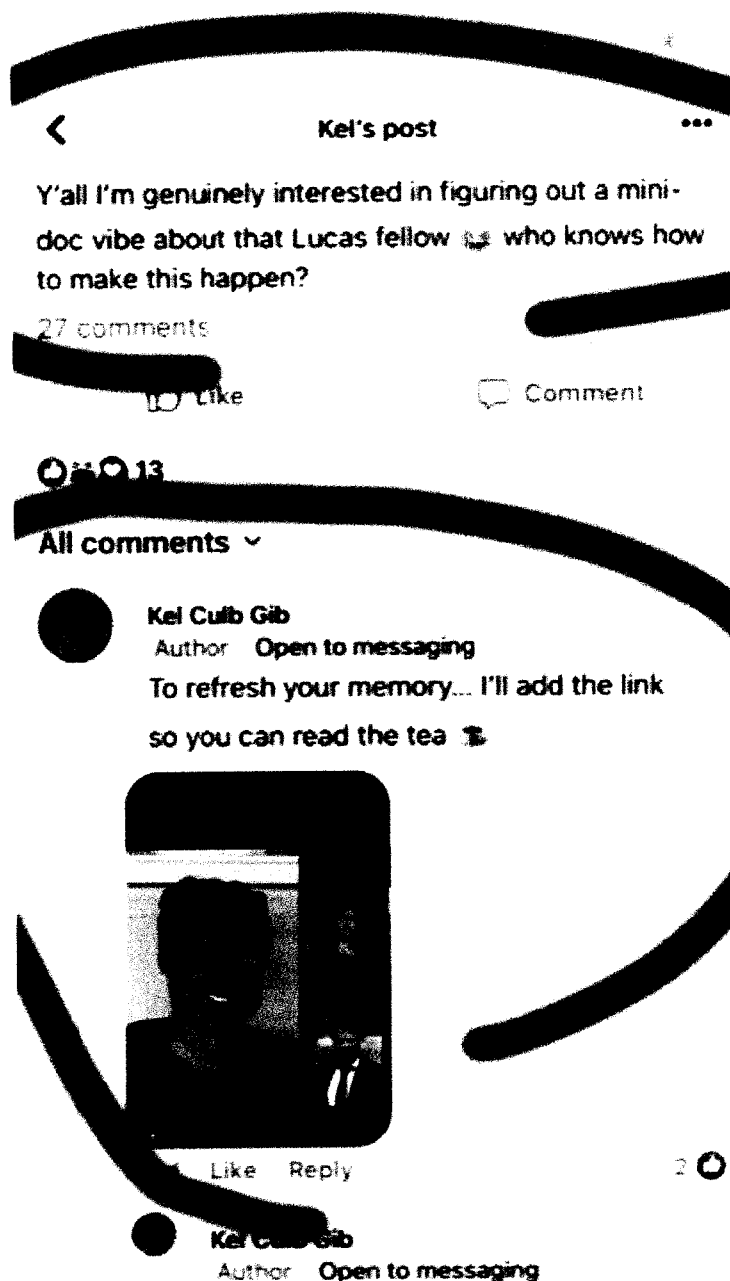 Kel's post
Y'all I'm genuinely interested in figuring out a mini-
doc vibe about that Lucas fellow who knows how
to make this happen?
27 comments
Like
Comment
13
All comments
Kel Culb Gib
Author Open to messaging
To refresh your memory... I'll add the link
so you can read the tea
Like Reply
2
Kel Culb Gib
Author Open to messaging